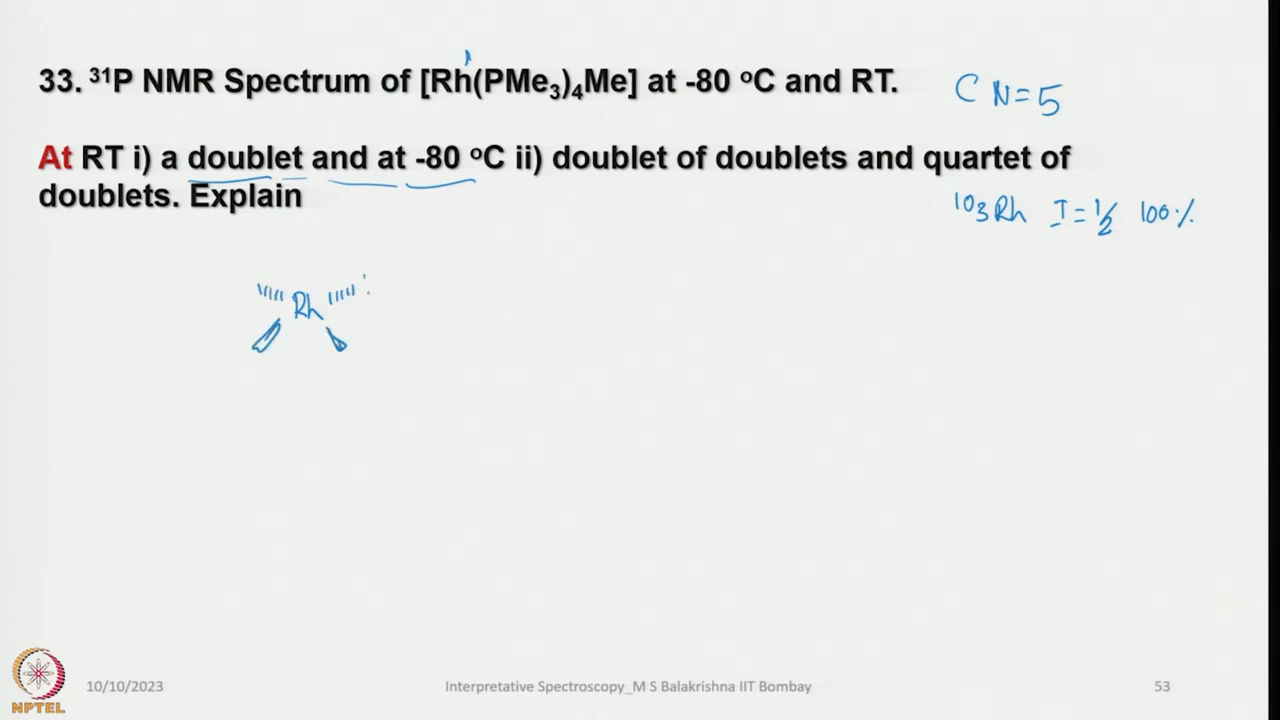 33. ³¹P NMR Spectrum of [Rh(PMe₃)₄Me] at -80 ᵒC and RT.
C N=5
At RT i) a doublet and at -80 ᵒC ii) doublet of doublets and quartet of
doublets. Explain
¹⁰³Rh I=½ 100%
Rh
NPTEL
10/10/2023
Interpretative Spectroscopy_M S Balakrishna IIT Bombay
53